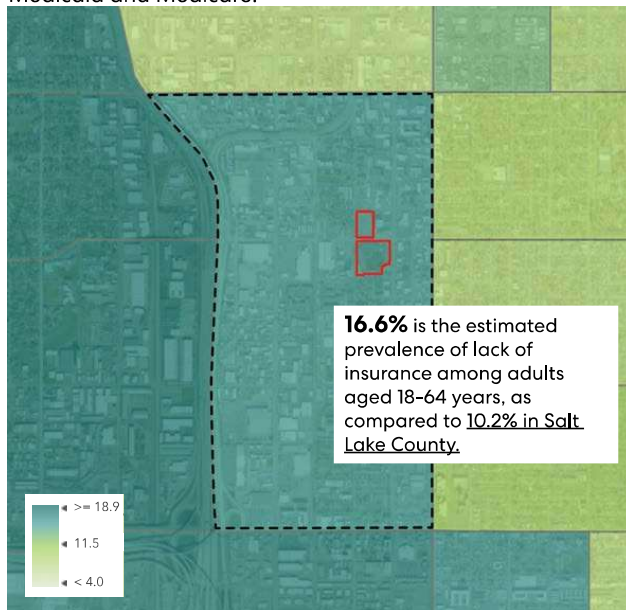 Medicaid and Medicare.
16.6% is the estimated
prevalence of lack of
insurance among adults
aged 18-64 years, as
compared to 10.2% in Salt
Lake County.
>= 18.9
11.5
< 4.0